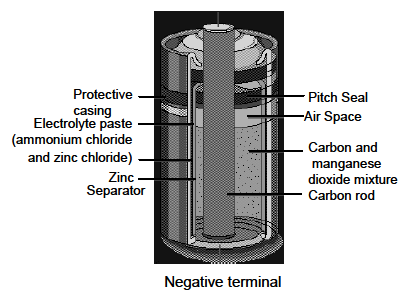 Protective
casing
Electrolyte paste
(ammonium chloride
and zinc chloride)
Zinc
Separator
Pitch Seal
Air Space
Carbon and
manganese
dioxide mixture
Carbon rod
Negative terminal